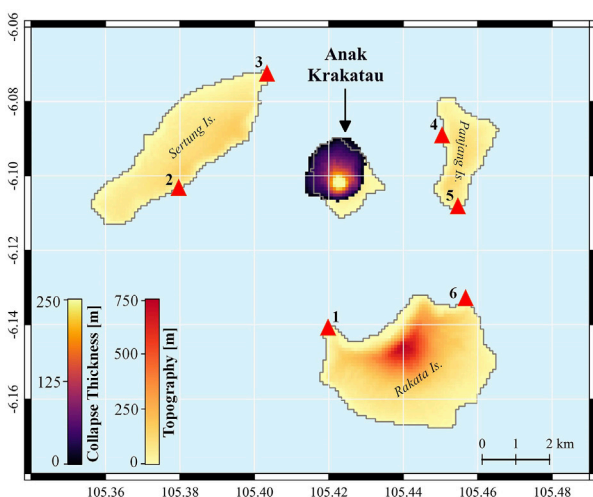 -6.06
-6.08
-6.10
-6.12
-6.14
-6.16
Anak
Krakatau
3
Sertung Is.
2
4
Panjang Is.
5
1
6
Rakata Is.
250
125
0
Collapse Thickness [m]
750
500
250
0
Topography [m]
0 1 2 km
105.36 105.38 105.40 105.42 105.44 105.46 105.48